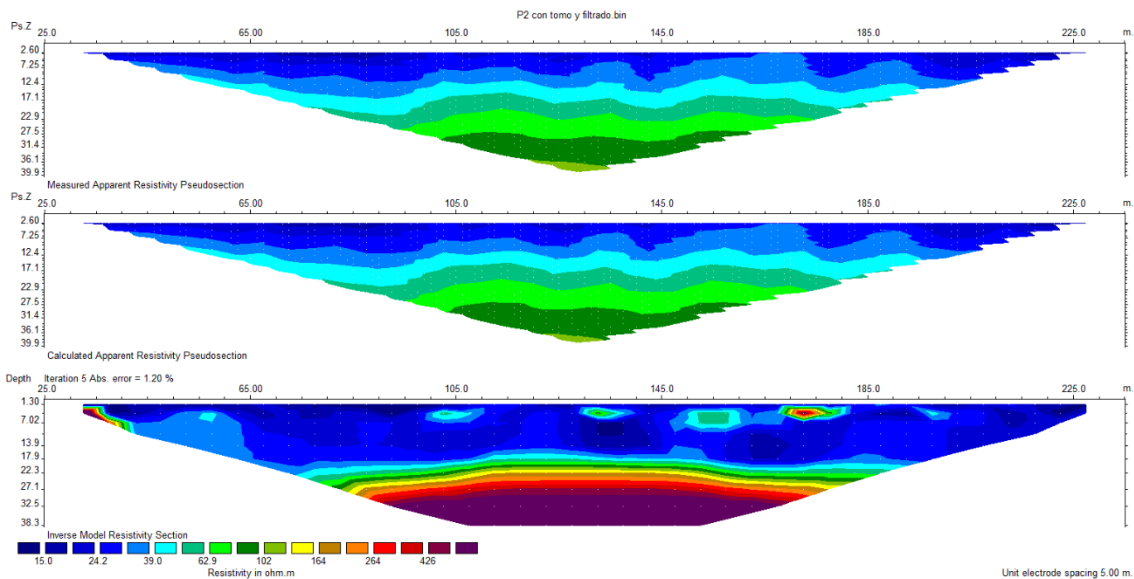 P2 con tomo y filtrado.bin
Ps.Z 25.0 65.00 105.0 145.0 185.0 225.0 m.
2.60
7.25
12.4
17.1
22.9
27.5
31.4
36.1
39.9
Measured Apparent Resistivity Pseudosection
Ps.Z 25.0 65.00 105.0 145.0 185.0 225.0 m.
2.60
7.25
12.4
17.1
22.9
27.5
31.4
36.1
39.9
Calculated Apparent Resistivity Pseudosection
Depth Iteration 5 Abs. error = 1.20 %
25.0 65.00 105.0 145.0 185.0 225.0 m.
1.30
7.02
13.9
17.9
22.3
27.1
32.5
38.3
Inverse Model Resistivity Section
15.0 24.2 39.0 62.9 102 164 264 426
Resistivity in ohm.m
Unit electrode spacing 5.00 m.